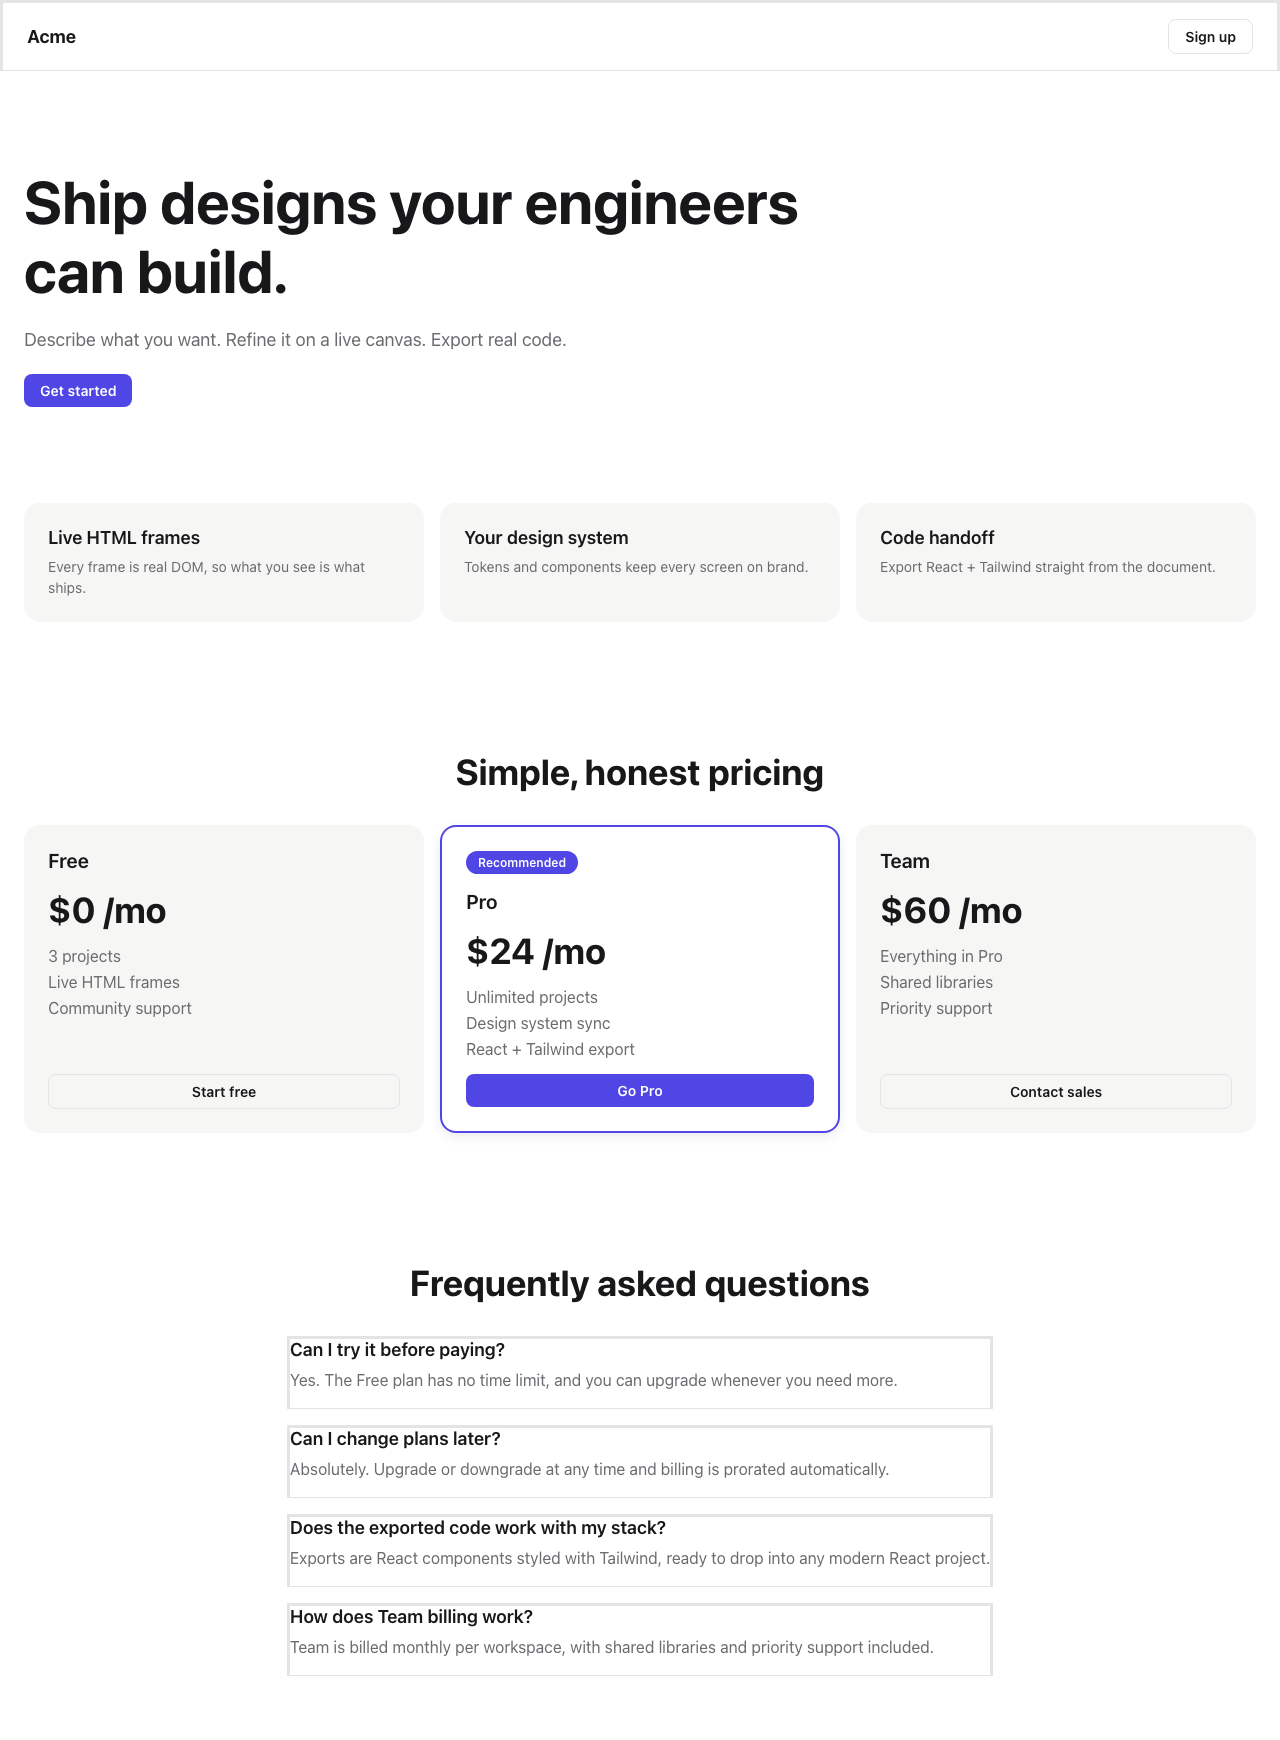 Acme
Sign up
Ship designs your engineers
can build.
Describe what you want. Refine it on a live canvas. Export real code.
Get started
Live HTML frames
Every frame is real DOM, so what you see is what
ships.
Your design system
Tokens and components keep every screen on brand.
Code handoff
Export React + Tailwind straight from the document.
Simple, honest pricing
Free
$0 /mo
3 projects
Live HTML frames
Community support
Start free
Recommended
Pro
$24 /mo
Unlimited projects
Design system sync
React + Tailwind export
Go Pro
Team
$60 /mo
Everything in Pro
Shared libraries
Priority support
Contact sales
Frequently asked questions
Can I try it before paying?
Yes. The Free plan has no time limit, and you can upgrade whenever you need more.
Can I change plans later?
Absolutely. Upgrade or downgrade at any time and billing is prorated automatically.
Does the exported code work with my stack?
Exports are React components styled with Tailwind, ready to drop into any modern React project.
How does Team billing work?
Team is billed monthly per workspace, with shared libraries and priority support included.